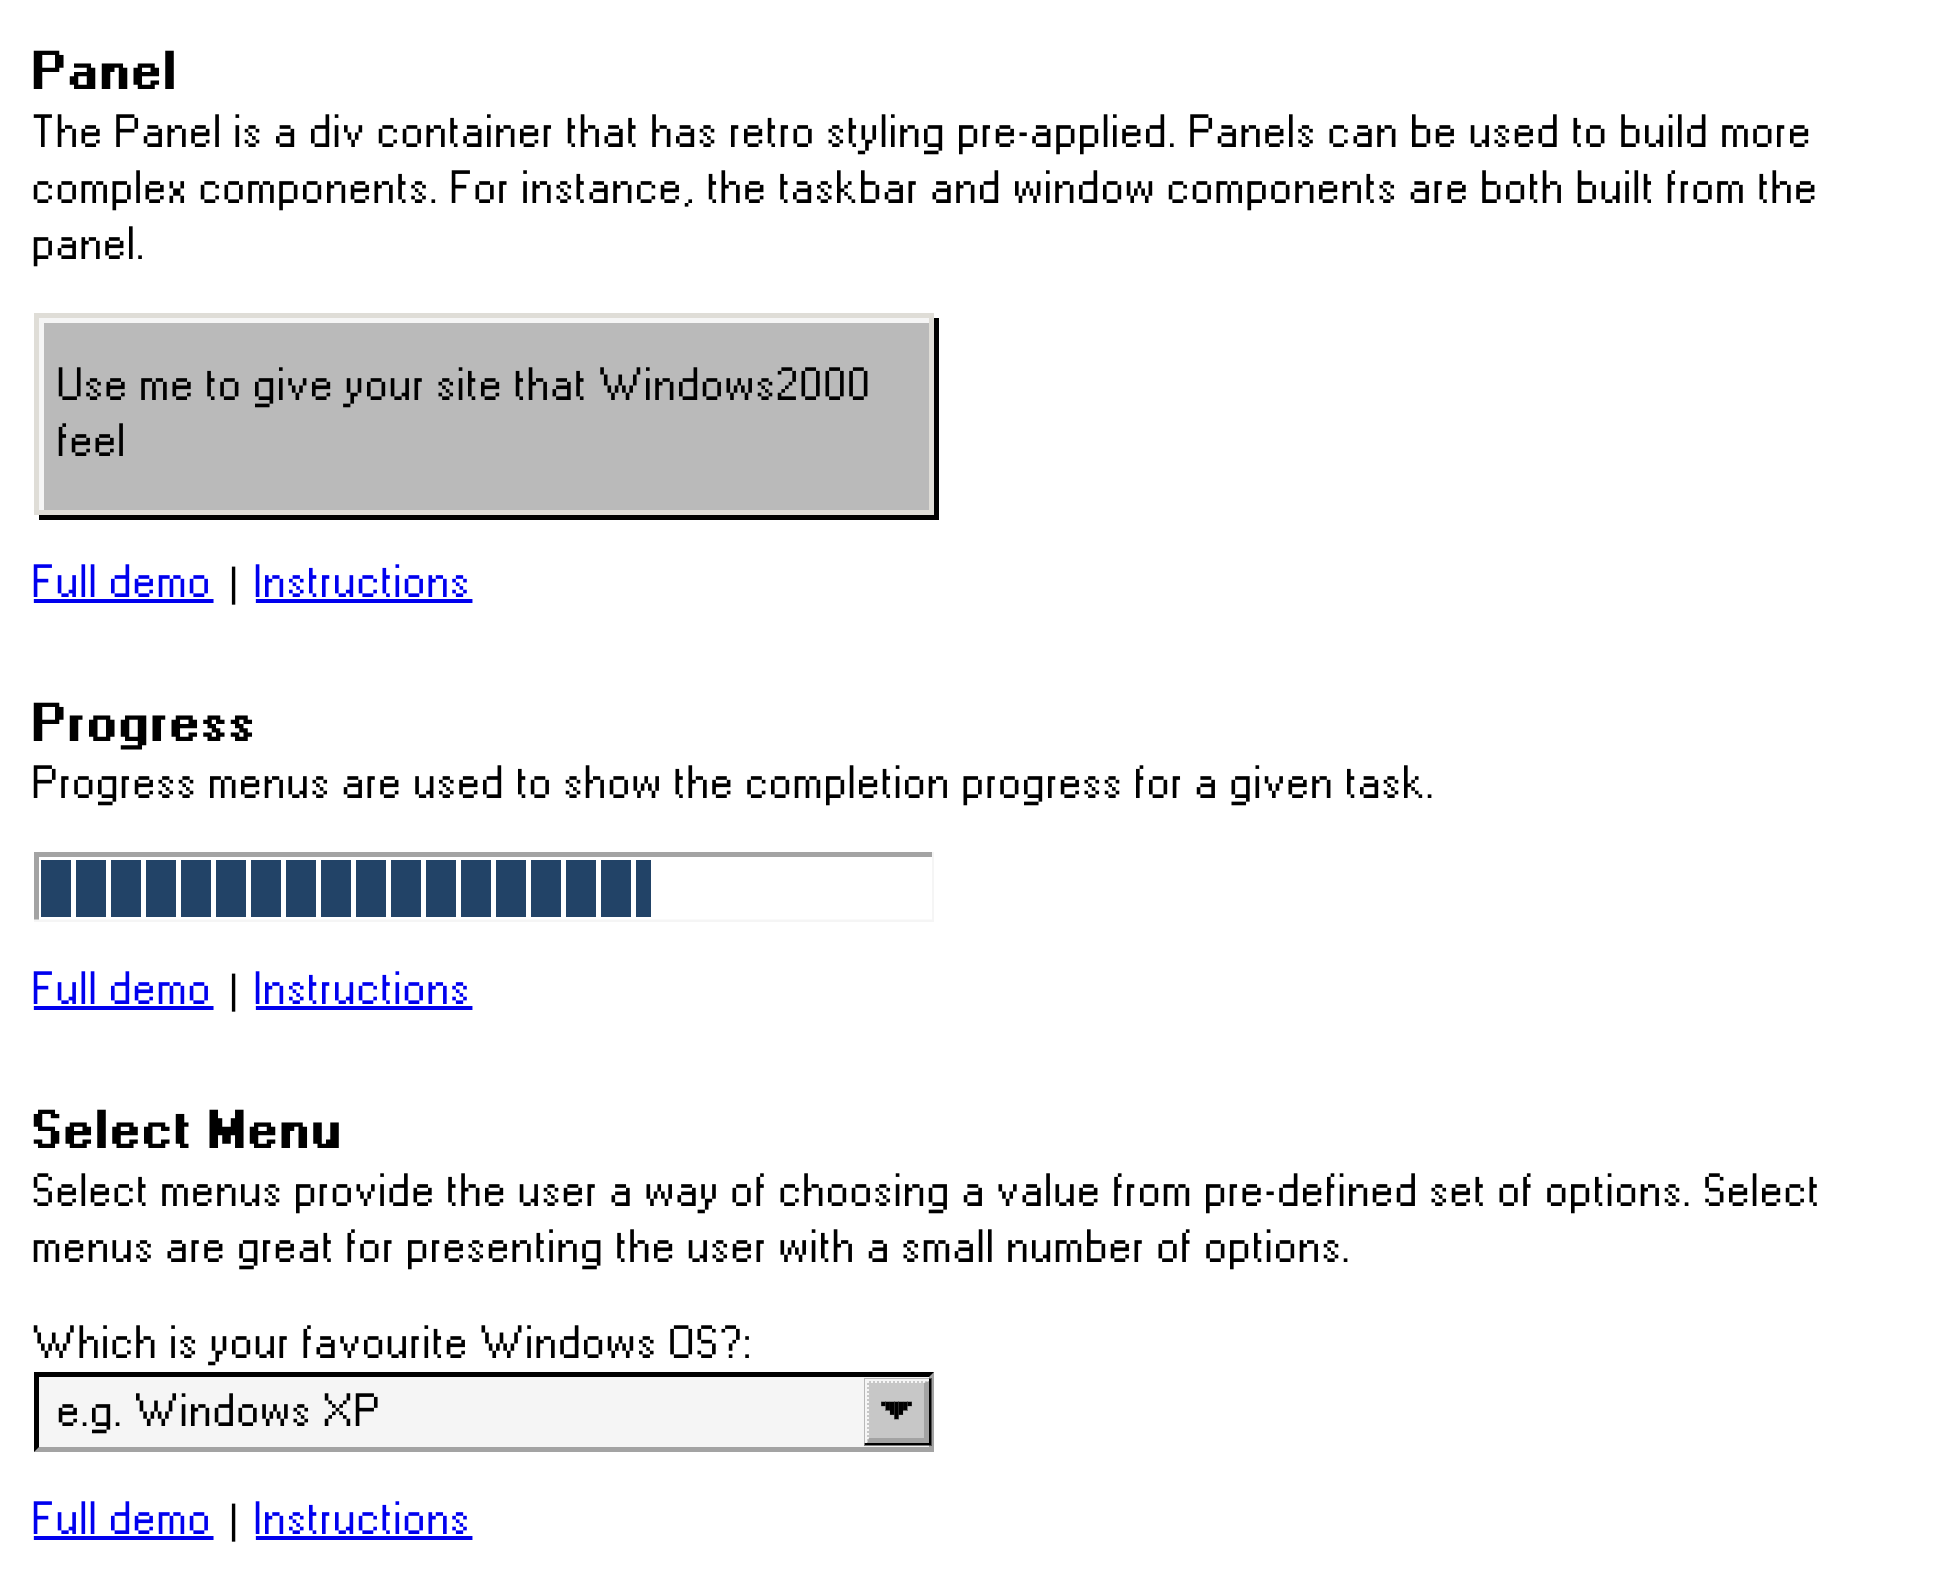 Panel
The Panel is a div container that has retro styling pre-applied. Panels can be used to build more
complex components. For instance, the taskbar and window components are both built from the
panel.
Use me to give your site that Windows2000
feel
Full demo | Instructions
Progress
Progress menus are used to show the completion progress for a given task.
Full demo | Instructions
Select Menu
Select menus provide the user a way of choosing a value from pre-defined set of options. Select
menus are great for presenting the user with a small number of options.
Which is your favourite Windows OS?:
e.g. Windows XP
Full demo | Instructions